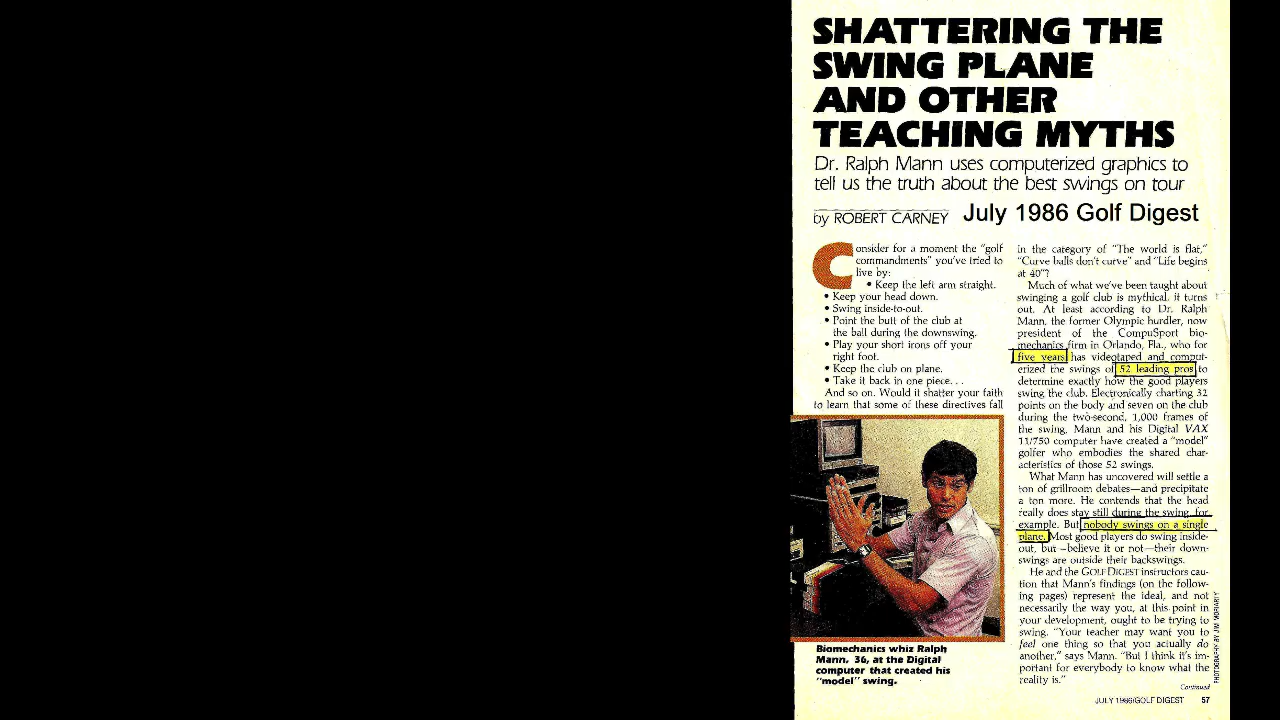 SHATTERING THE
SWING PLANE
AND OTHER
TEACHING MYTHS
Dr. Ralph Mann uses computerized graphics to
tell us the truth about the best swings on tour
by ROBERT CARNEY July 1986 Golf Digest
Consider for a moment the "golf
commandments" you've tried to
live by:
• Keep the left arm straight.
• Keep your head down.
• Swing inside-to-out.
• Point the butt of the club at
the ball during the downswing.
• Play your short irons off your
right foot.
• Keep the club on plane.
• Take it back in one piece. . .
And so on. Would it shatter your faith
to learn that some of these directives fall
in the category of "The world is flat,"
"Curve balls don't curve" and "Life begins
at 40"?
Much of what we've been taught about
swinging a golf club is mythical, it turns
out. At least according to Dr. Ralph
Mann, the former Olympic hurdler, now
president of the CompuSport bio-
mechanics firm in Orlando, Fla., who for
five years has videotaped and comput-
erized the swings of 52 leading pros to
determine exactly how the good players
swing the club. Electronically charting 32
points on the body and seven on the club
during the two-second, 1,000 frames of
the swing, Mann and his Digital VAX
11/750 computer have created a "model"
golfer who embodies the shared char-
acteristics of those 52 swings.
What Mann has uncovered will settle a
ton of grillroom debates—and precipitate
a ton more. He contends that the head
really does stay still during the swing, for
example. But nobody swings on a single
plane. Most good players do swing inside-
out, but—believe it or not—their down-
swings are outside their backswings.
He and the GOLF DIGEST instructors cau-
tion that Mann's findings (on the follow-
ing pages) represent the ideal, and not
necessarily the way you, at this point in
your development, ought to be trying to
swing. "Your teacher may want you to
feel one thing so that you actually do
another," says Mann. "But I think it's im-
portant for everybody to know what the
reality is."
Continued
Biomechanics whiz Ralph
Mann, 36, at the Digital
computer that created his
"model" swing.
PHOTOGRAPH BY JIM MORIARTY
JULY 1986/GOLF DIGEST 57